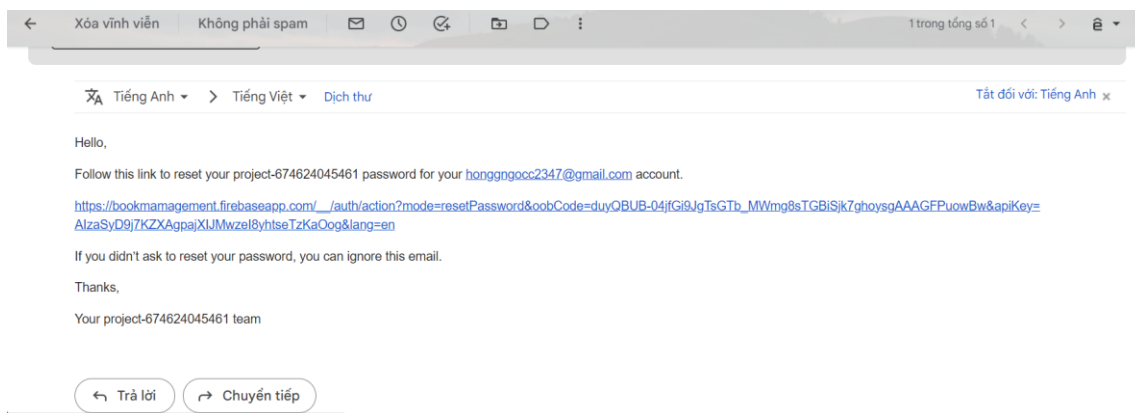 Xóa vĩnh viễn Không phải spam 1 trong tổng số 1 ê
Tiếng Anh Tiếng Việt Dịch thư Tắt đối với: Tiếng Anh x
Hello,
Follow this link to reset your project-674624045461 password for your honggngocc2347@gmail.com account.
https://bookmamagement.firebaseapp.com/__/auth/action?mode=resetPassword&oobCode=duyQBUB-04jfGi9JgTsGTb_MWmg8sTGBiSjk7ghoysgAAAGFPuowBw&apiKey=
AIzaSyD9j7KZXAgpajXIJMwzeI8yhtseTzKaOog&lang=en
If you didn't ask to reset your password, you can ignore this email.
Thanks,
Your project-674624045461 team
Trả lời Chuyển tiếp